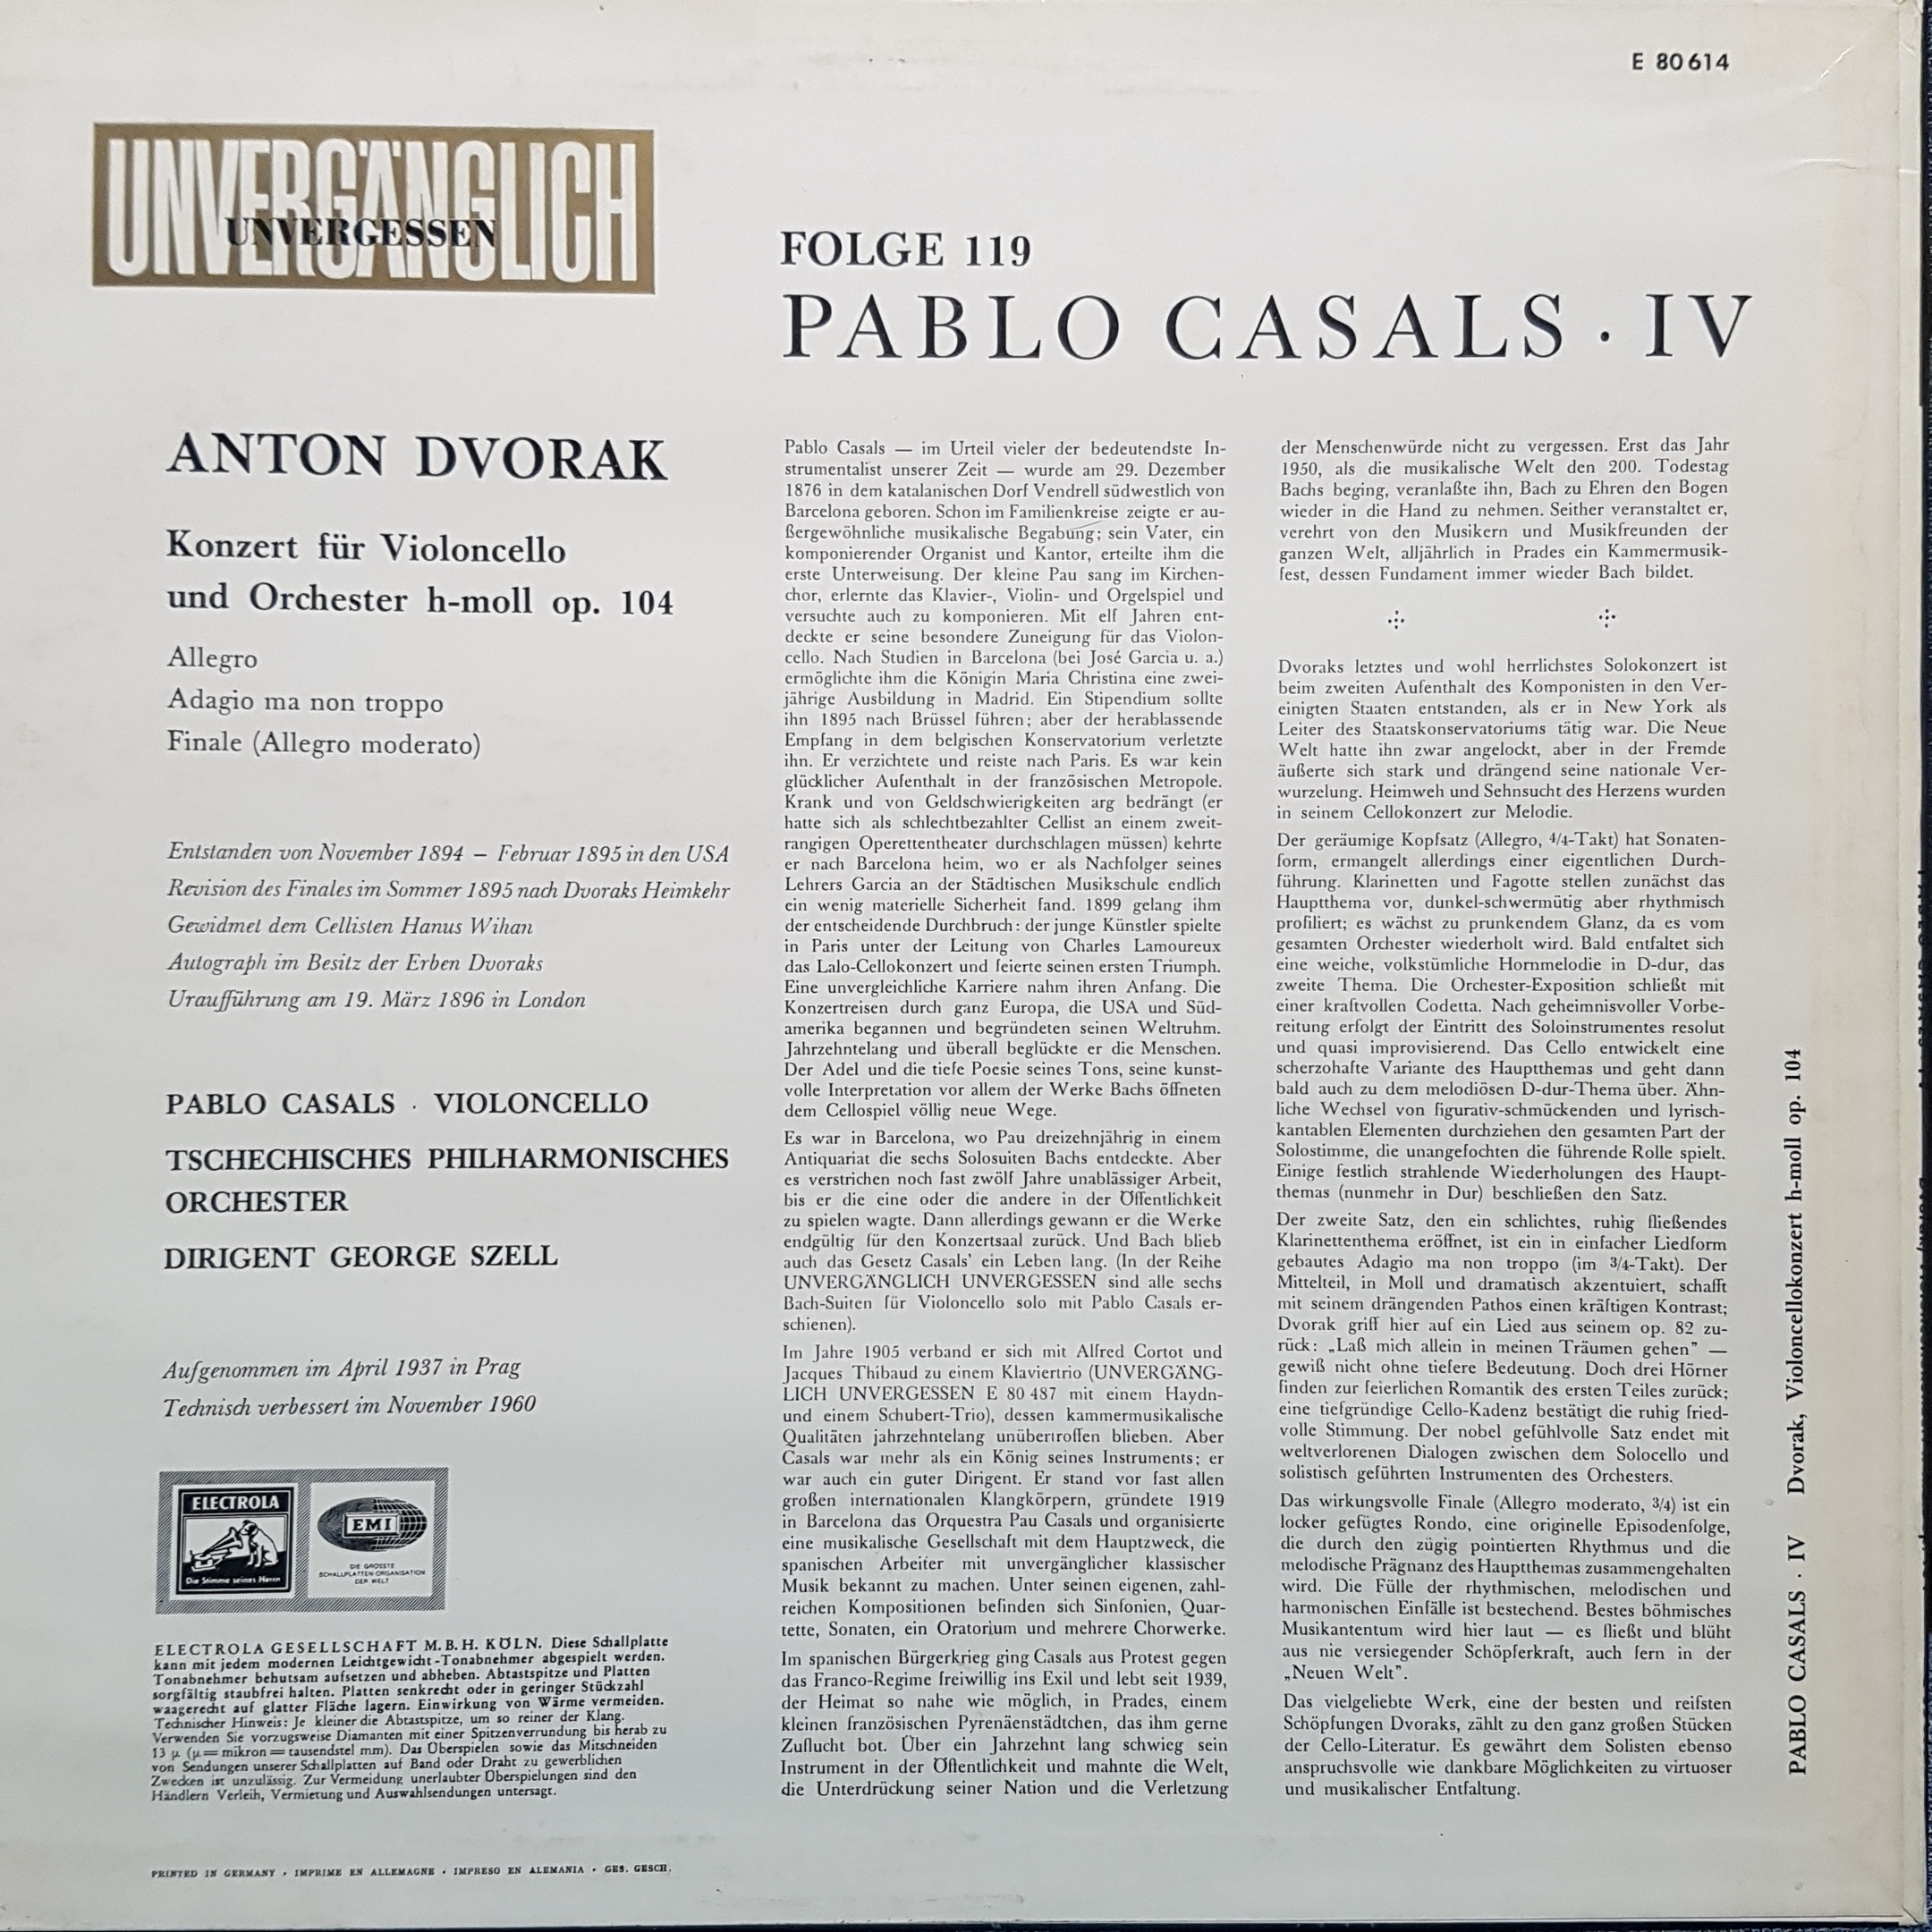 E 80614
UNVERGÄNGLICH
UNVERGESSEN
FOLGE 119
PABLO CASALS · IV
ANTON DVORAK
Konzert für Violoncello
und Orchester h-moll op. 104
Allegro
Adagio ma non troppo
Finale (Allegro moderato)
Entstanden von November 1894 – Februar 1895 in den USA
Revision des Finales im Sommer 1895 nach Dvoraks Heimkehr
Gewidmet dem Cellisten Hanus Wihan
Autograph im Besitz der Erben Dvoraks
Uraufführung am 19. März 1896 in London
PABLO CASALS · VIOLONCELLO
TSCHECHISCHES PHILHARMONISCHES
ORCHESTER
DIRIGENT GEORGE SZELL
Aufgenommen im April 1937 in Prag
Technisch verbessert im November 1960
ELECTROLA
Die Stimme seines Herrn
EMI
DIE GRÖSSTE
SCHALLPLATTEN-ORGANISATION
DER WELT
ELECTROLA GESELLSCHAFT M.B.H. KÖLN. Diese Schallplatte
kann mit jedem modernen Leichtgewicht-Tonabnehmer abgespielt werden.
Tonabnehmer behutsam aufsetzen und abheben. Abtastspitze und Platten
sorgfältig staubfrei halten. Platten senkrecht oder in geringer Stückzahl
waagerecht auf glatter Fläche lagern. Einwirkung von Wärme vermeiden.
Technischer Hinweis: Je kleiner die Abtastspitze, um so reiner der Klang.
Verwenden Sie vorzugsweise Diamanten mit einer Spitzenverrundung bis herab zu
13 µ (µ = mikron = tausendstel mm). Das Überspielen sowie das Mitschneiden
von Sendungen unserer Schallplatten auf Band oder Draht zu gewerblichen
Zwecken ist unzulässig. Zur Vermeidung unerlaubter Überspielungen sind den
Händlern Verleih, Vermietung und Auswahlsendungen untersagt.
PRINTED IN GERMANY · IMPRIME EN ALLEMAGNE · IMPRESO EN ALEMANIA · GES. GESCH.
Pablo Casals — im Urteil vieler der bedeutendste In-
strumentalist unserer Zeit — wurde am 29. Dezember
1876 in dem katalanischen Dorf Vendrell südwestlich von
Barcelona geboren. Schon im Familienkreise zeigte er au-
ßergewöhnliche musikalische Begabung; sein Vater, ein
komponierender Organist und Kantor, erteilte ihm die
erste Unterweisung. Der kleine Pau sang im Kirchen-
chor, erlernte das Klavier-, Violin- und Orgelspiel und
versuchte auch zu komponieren. Mit elf Jahren ent-
deckte er seine besondere Zuneigung für das Violon-
cello. Nach Studien in Barcelona (bei José Garcia u. a.)
ermöglichte ihm die Königin Maria Christina eine zwei-
jährige Ausbildung in Madrid. Ein Stipendium sollte
ihn 1895 nach Brüssel führen; aber der herablassende
Empfang in dem belgischen Konservatorium verletzte
ihn. Er verzichtete und reiste nach Paris. Es war kein
glücklicher Aufenthalt in der französischen Metropole.
Krank und von Geldschwierigkeiten arg bedrängt (er
hatte sich als schlechtbezahlter Cellist an einem zweit-
rangigen Operettentheater durchschlagen müssen) kehrte
er nach Barcelona heim, wo er als Nachfolger seines
Lehrers Garcia an der Städtischen Musikschule endlich
ein wenig materielle Sicherheit fand. 1899 gelang ihm
der entscheidende Durchbruch: der junge Künstler spielte
in Paris unter der Leitung von Charles Lamoureux
das Lalo-Cellokonzert und feierte seinen ersten Triumph.
Eine unvergleichliche Karriere nahm ihren Anfang. Die
Konzertreisen durch ganz Europa, die USA und Süd-
amerika begannen und begründeten seinen Weltruhm.
Jahrzehntelang und überall beglückte er die Menschen.
Der Adel und die tiefe Poesie seines Tons, seine kunst-
volle Interpretation vor allem der Werke Bachs öffneten
dem Cellospiel völlig neue Wege.
Es war in Barcelona, wo Pau dreizehnjährig in einem
Antiquariat die sechs Solosuiten Bachs entdeckte. Aber
es verstrichen noch fast zwölf Jahre unablässiger Arbeit,
bis er die eine oder die andere in der Öffentlichkeit
zu spielen wagte. Dann allerdings gewann er die Werke
endgültig für den Konzertsaal zurück. Und Bach blieb
auch das Gesetz Casals' ein Leben lang. (In der Reihe
UNVERGÄNGLICH UNVERGESSEN sind alle sechs
Bach-Suiten für Violoncello solo mit Pablo Casals er-
schienen).
Im Jahre 1905 verband er sich mit Alfred Cortot und
Jacques Thibaud zu einem Klaviertrio (UNVERGÄNG-
LICH UNVERGESSEN E 80 487 mit einem Haydn-
und einem Schubert-Trio), dessen kammermusikalische
Qualitäten jahrzehntelang unübertroffen blieben. Aber
Casals war mehr als ein König seines Instruments; er
war auch ein guter Dirigent. Er stand vor fast allen
großen internationalen Klangkörpern, gründete 1919
in Barcelona das Orquestra Pau Casals und organisierte
eine musikalische Gesellschaft mit dem Hauptzweck, die
spanischen Arbeiter mit unvergänglicher klassischer
Musik bekannt zu machen. Unter seinen eigenen, zahl-
reichen Kompositionen befinden sich Sinfonien, Quar-
tette, Sonaten, ein Oratorium und mehrere Chorwerke.
Im spanischen Bürgerkrieg ging Casals aus Protest gegen
das Franco-Regime freiwillig ins Exil und lebt seit 1939,
der Heimat so nahe wie möglich, in Prades, einem
kleinen französischen Pyrenäenstädtchen, das ihm gerne
Zuflucht bot. Über ein Jahrzehnt lang schwieg sein
Instrument in der Öffentlichkeit und mahnte die Welt,
die Unterdrückung seiner Nation und die Verletzung
der Menschenwürde nicht zu vergessen. Erst das Jahr
1950, als die musikalische Welt den 200. Todestag
Bachs beging, veranlaßte ihn, Bach zu Ehren den Bogen
wieder in die Hand zu nehmen. Seither veranstaltet er,
verehrt von den Musikern und Musikfreunden der
ganzen Welt, alljährlich in Prades ein Kammermusik-
fest, dessen Fundament immer wieder Bach bildet.
Dvoraks letztes und wohl herrlichstes Solokonzert ist
beim zweiten Aufenthalt des Komponisten in den Ver-
einigten Staaten entstanden, als er in New York als
Leiter des Staatskonservatoriums tätig war. Die Neue
Welt hatte ihn zwar angelockt, aber in der Fremde
äußerte sich stark und drängend seine nationale Ver-
wurzelung. Heimweh und Sehnsucht des Herzens wurden
in seinem Cellokonzert zur Melodie.
Der geräumige Kopfsatz (Allegro, 4/4-Takt) hat Sonaten-
form, ermangelt allerdings einer eigentlichen Durch-
führung. Klarinetten und Fagotte stellen zunächst das
Hauptthema vor, dunkel-schwermütig aber rhythmisch
profiliert; es wächst zu prunkendem Glanz, da es vom
gesamten Orchester wiederholt wird. Bald entfaltet sich
eine weiche, volkstümliche Hornmelodie in D-dur, das
zweite Thema. Die Orchester-Exposition schließt mit
einer kraftvollen Codetta. Nach geheimnisvoller Vorbe-
reitung erfolgt der Eintritt des Soloinstrumentes resolut
und quasi improvisierend. Das Cello entwickelt eine
scherzohafte Variante des Hauptthemas und geht dann
bald auch zu dem melodiösen D-dur-Thema über. Ähn-
liche Wechsel von figurativ-schmückenden und lyrisch-
kantablen Elementen durchziehen den gesamten Part der
Solostimme, die unangefochten die führende Rolle spielt.
Einige festlich strahlende Wiederholungen des Haupt-
themas (nunmehr in Dur) beschließen den Satz.
Der zweite Satz, den ein schlichtes, ruhig fließendes
Klarinettenthema eröffnet, ist ein in einfacher Liedform
gebautes Adagio ma non troppo (im 3/4-Takt). Der
Mittelteil, in Moll und dramatisch akzentuiert, schafft
mit seinem drängenden Pathos einen kräftigen Kontrast;
Dvorak griff hier auf ein Lied aus seinem op. 82 zu-
rück: „Laß mich allein in meinen Träumen gehen" —
gewiß nicht ohne tiefere Bedeutung. Doch drei Hörner
finden zur feierlichen Romantik des ersten Teiles zurück;
eine tiefgründige Cello-Kadenz bestätigt die ruhig fried-
volle Stimmung. Der nobel gefühlvolle Satz endet mit
weltverlorenen Dialogen zwischen dem Solocello und
solistisch geführten Instrumenten des Orchesters.
Das wirkungsvolle Finale (Allegro moderato, 3/4) ist ein
locker gefügtes Rondo, eine originelle Episodenfolge,
die durch den zügig pointierten Rhythmus und die
melodische Prägnanz des Hauptthemas zusammengehalten
wird. Die Fülle der rhythmischen, melodischen und
harmonischen Einfälle ist bestechend. Bestes böhmisches
Musikantentum wird hier laut — es fließt und blüht
aus nie versiegender Schöpferkraft, auch fern in der
„Neuen Welt".
Das vielgeliebte Werk, eine der besten und reifsten
Schöpfungen Dvoraks, zählt zu den ganz großen Stücken
der Cello-Literatur. Es gewährt dem Solisten ebenso
anspruchsvolle wie dankbare Möglichkeiten zu virtuoser
und musikalischer Entfaltung.
PABLO CASALS · IV Dvorak, Violoncellokonzert h-moll op. 104